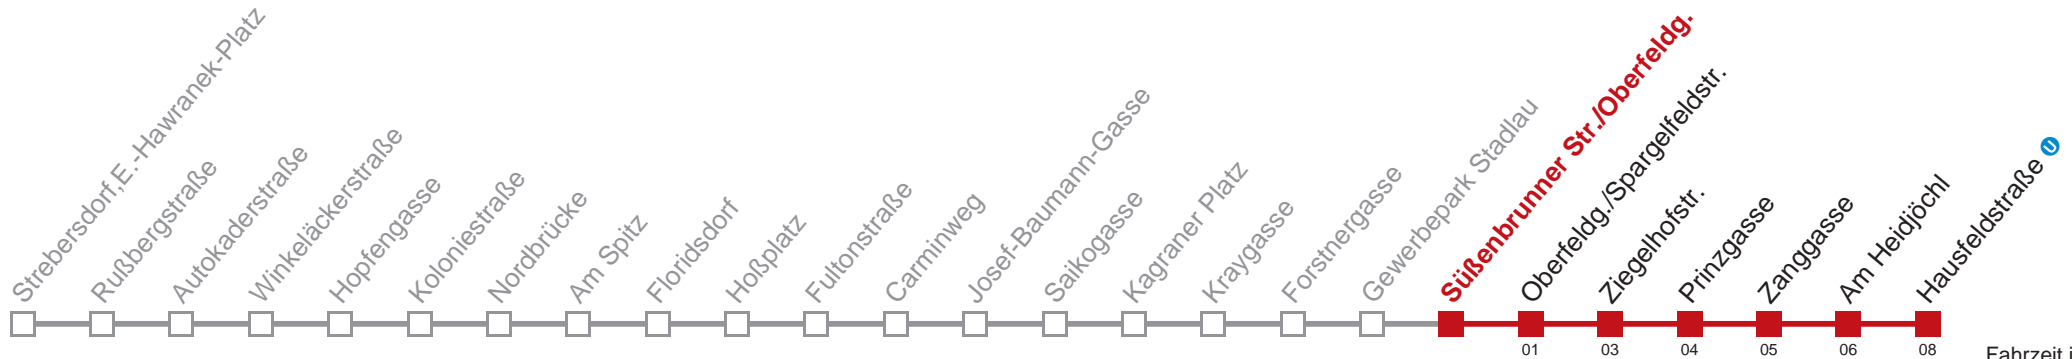 Strebersdorf,E.-Hawranek-Platz
Rußbergstraße
Autokaderstraße
Winkeläckerstraße
Hopfengasse
Koloniestraße
Nordbrücke
Am Spitz
Floridsdorf
Hoßplatz
Fultonstraße
Carminweg
Josef-Baumann-Gasse
Saikogasse
Kagraner Platz
Kraygasse
Forstnergasse
Gewerbepark Stadlau
Süßenbrunner Str./Oberfeldg.
Oberfeldg./Spargelfeldstr.
Ziegelhofstr.
Prinzgasse
Zanggasse
Am Heidjöchl
Hausfeldstraße U
01 03 04 05 06 08
Fahrzeit i